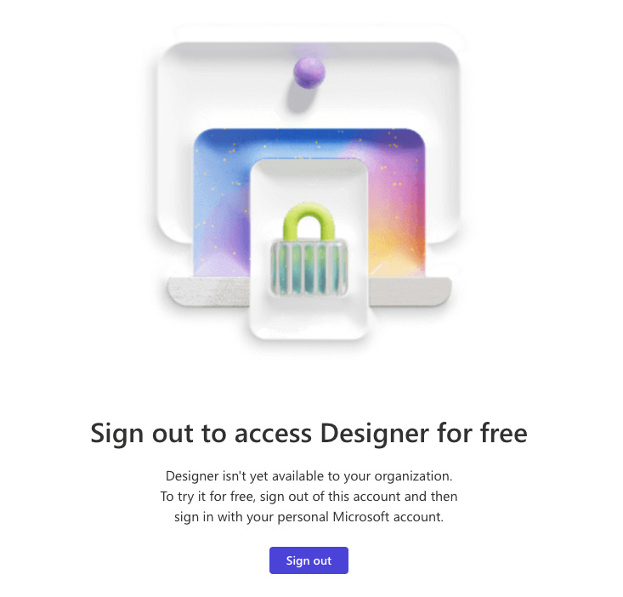 Sign out to access Designer for free
Designer isn't yet available to your organization.
To try it for free, sign out of this account and then
sign in with your personal Microsoft account.
Sign out